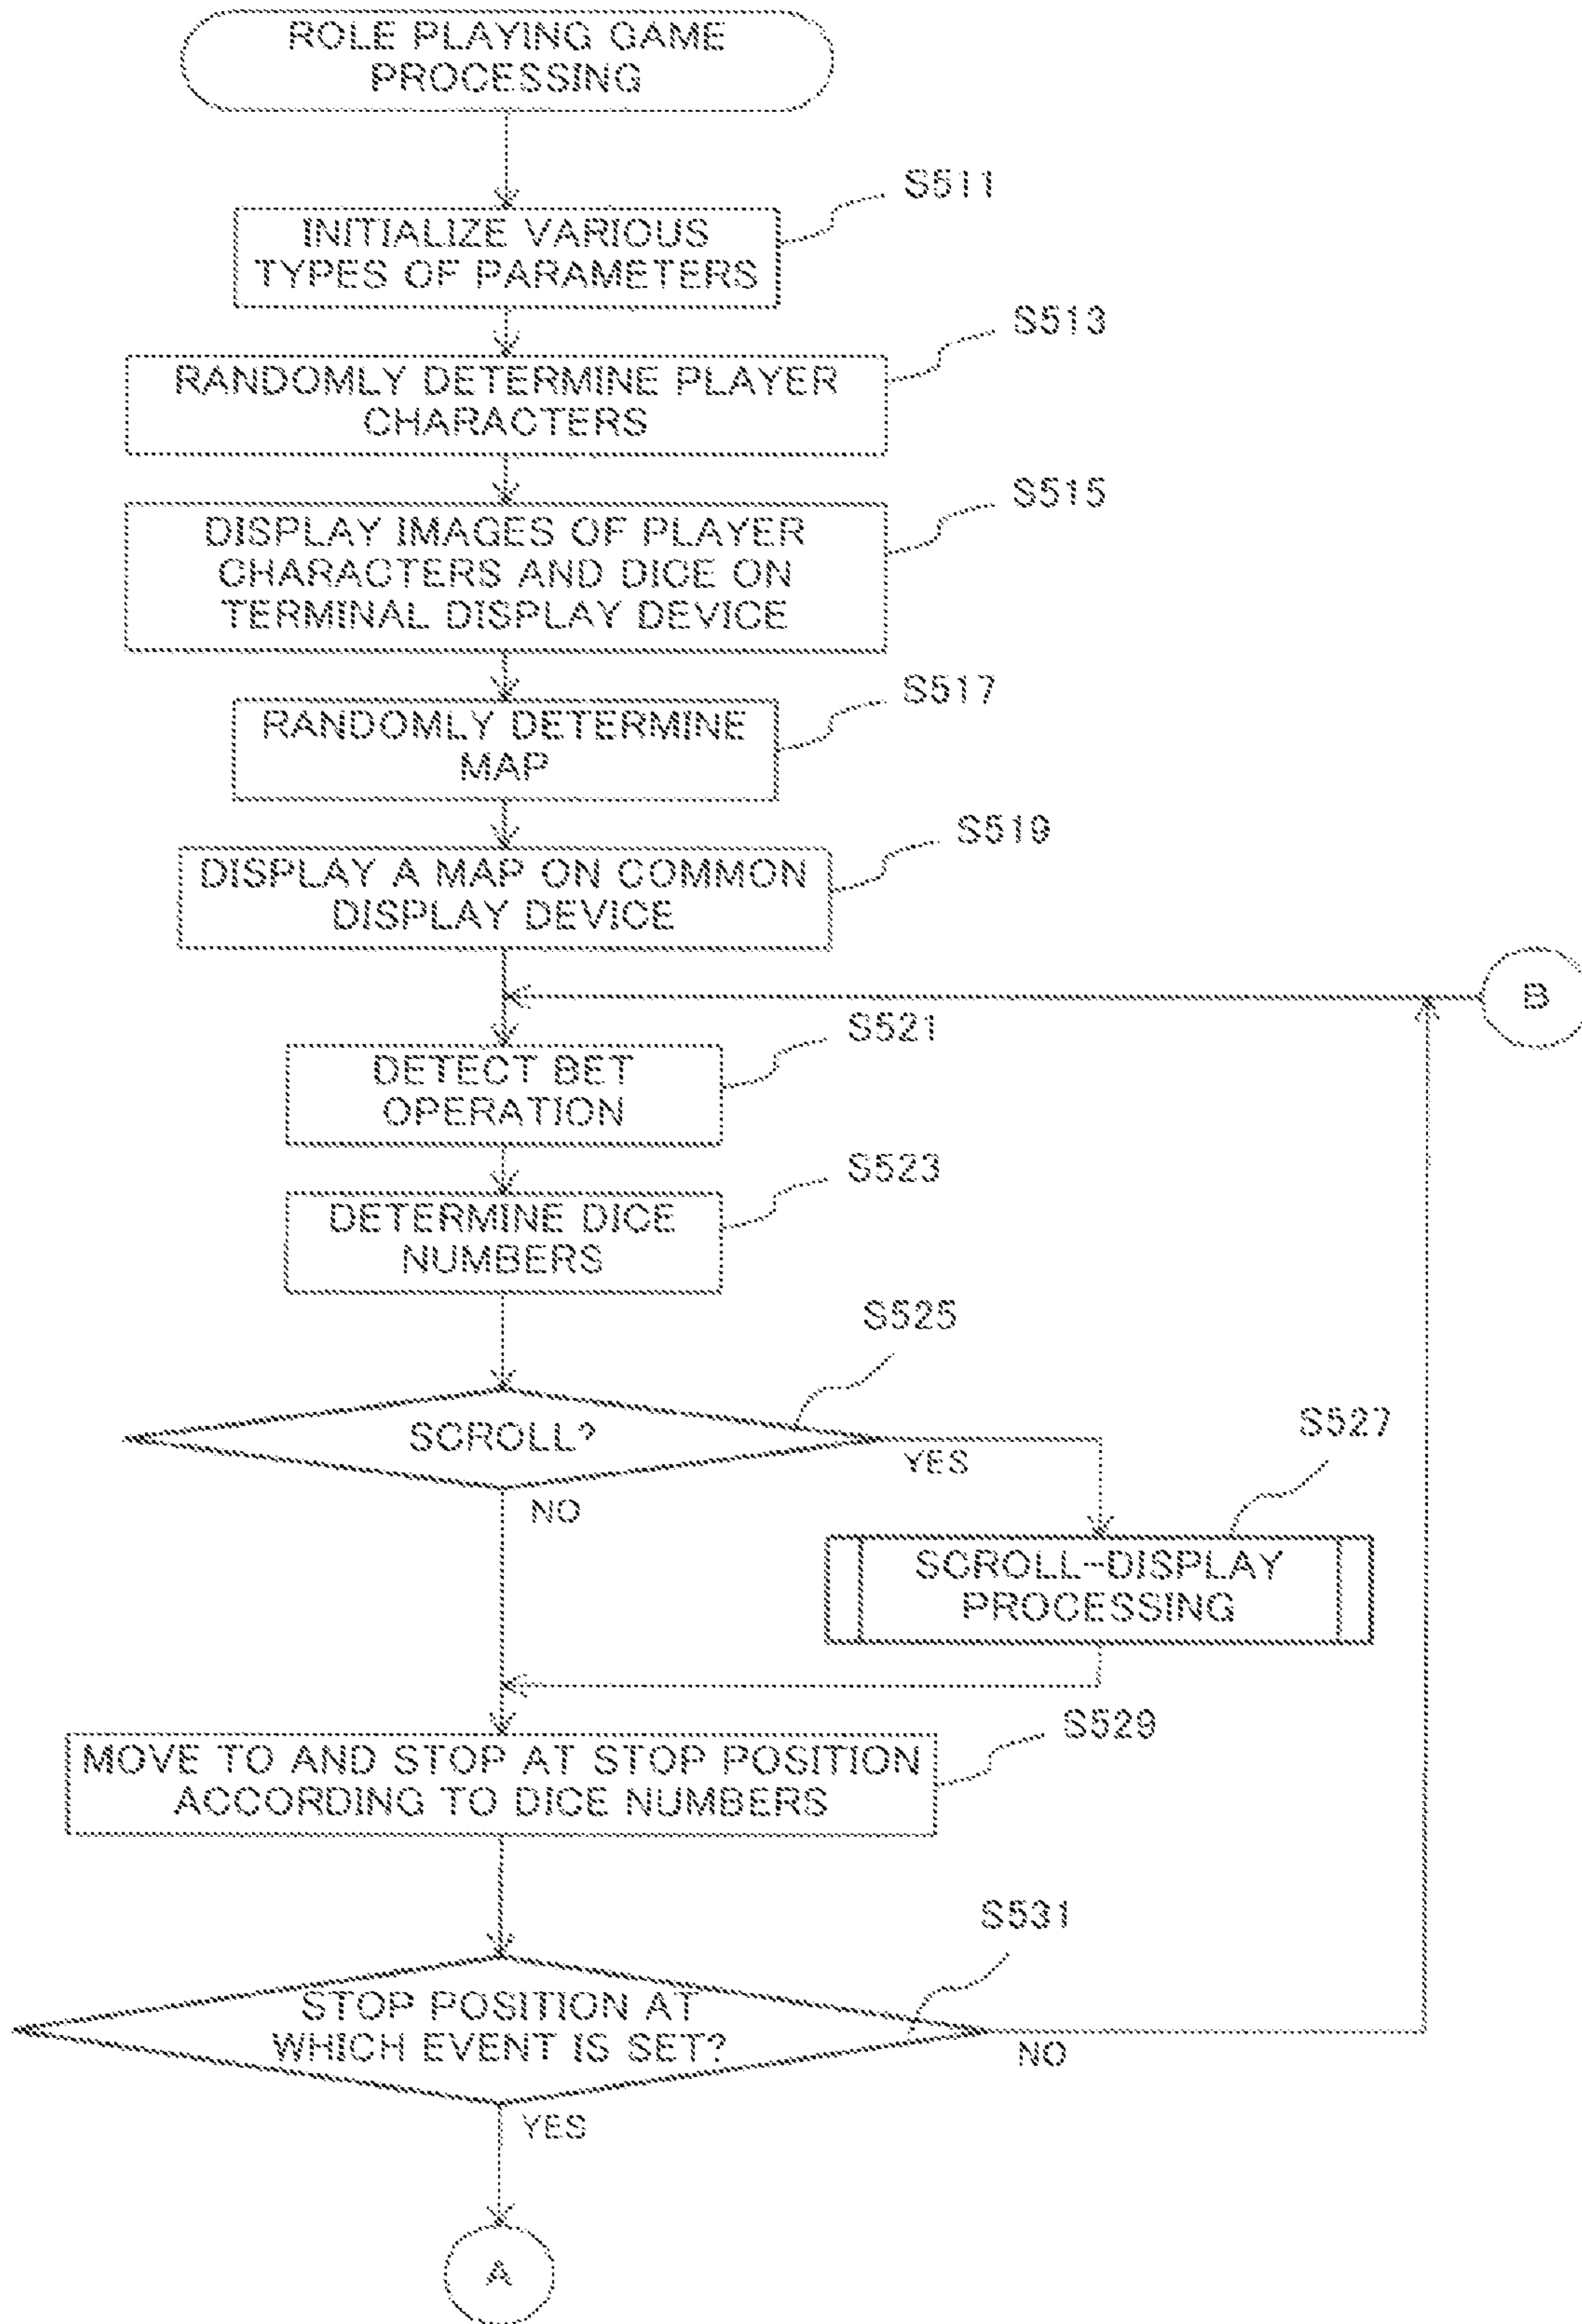 ROLE PLAYING GAME
PROCESSING
S511
INITIALIZE VARIOUS
TYPES OF PARAMETERS
S513
RANDOMLY DETERMINE PLAYER
CHARACTERS
S515
DISPLAY IMAGES OF PLAYER
CHARACTERS AND DICE ON
TERMINAL DISPLAY DEVICE
S517
RANDOMLY DETERMINE
MAP
S519
DISPLAY A MAP ON COMMON
DISPLAY DEVICE
B
S521
DETECT BET
OPERATION
S523
DETERMINE DICE
NUMBERS
S525
SCROLL?
YES
NO
S527
SCROLL-DISPLAY
PROCESSING
S529
MOVE TO AND STOP AT STOP POSITION
ACCORDING TO DICE NUMBERS
S531
STOP POSITION AT
WHICH EVENT IS SET?
NO
YES
A